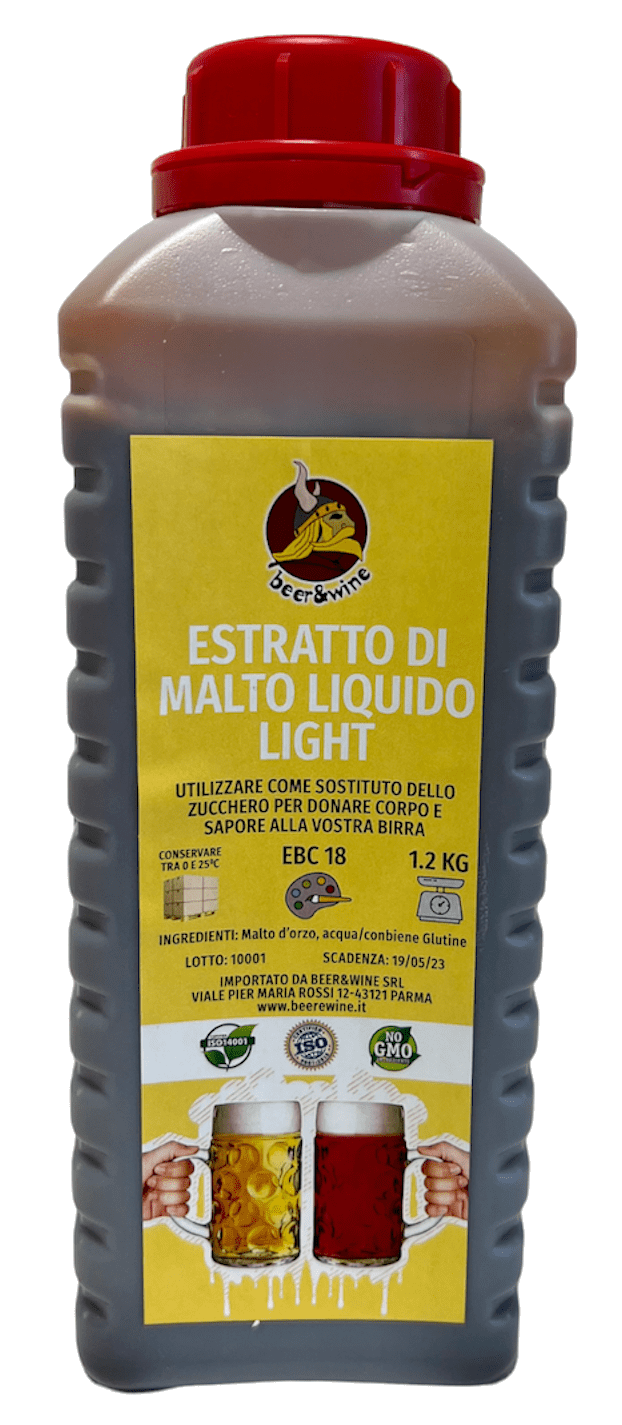 beer&wine
ESTRATTO DI
MALTO LIQUIDO
LIGHT
UTILIZZARE COME SOSTITUTO DELLO
ZUCCHERO PER DONARE CORPO E
SAPORE ALLA VOSTRA BIRRA
CONSERVARE
TRA 0 E 25°C
EBC 18
1.2 KG
INGREDIENTI: Malto d'orzo, acqua/conbiene Glutine
LOTTO: 10001 SCADENZA: 19/05/23
IMPORTATO DA BEER&WINE SRL
VIALE PIER MARIA ROSSI 12-43121 PARMA
www.beerewine.it
ISO14001
ISO
NO
GMO